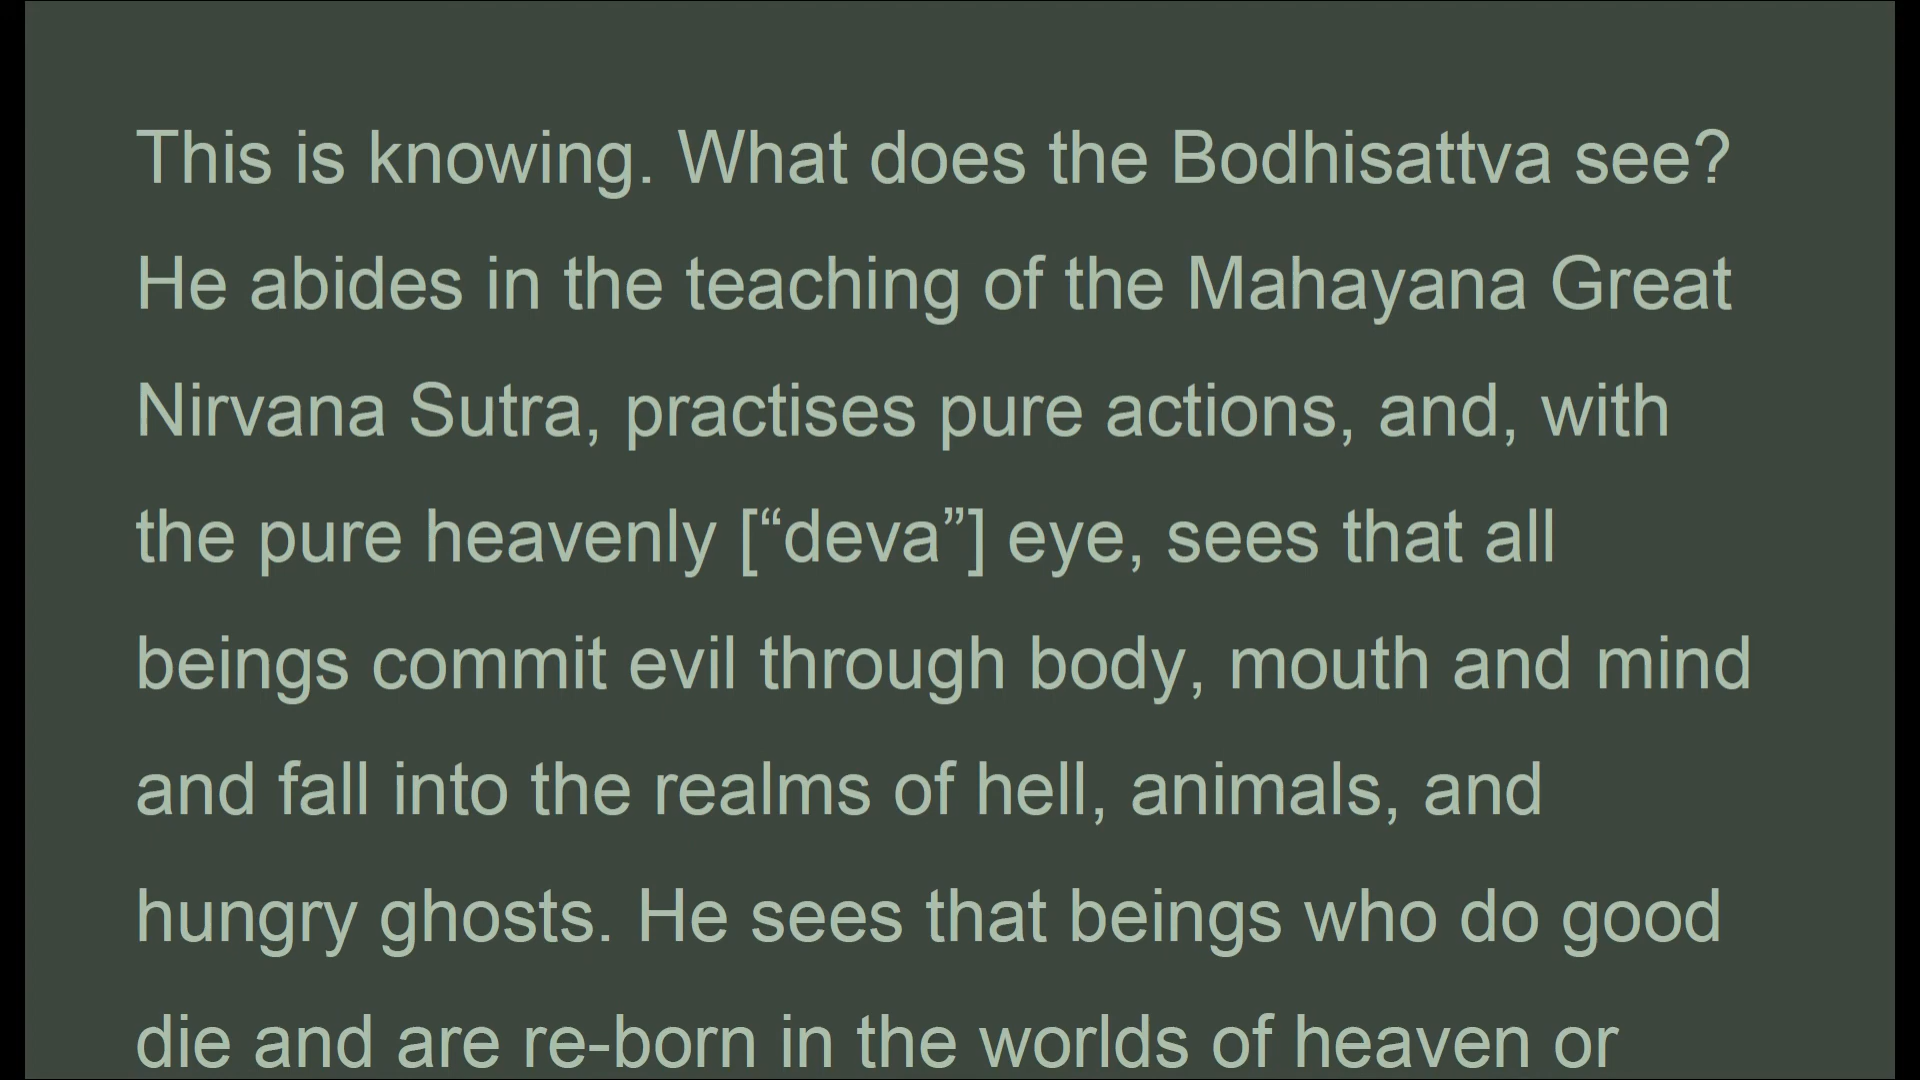 This is knowing. What does the Bodhisattva see?
He abides in the teaching of the Mahayana Great
Nirvana Sutra, practises pure actions, and, with
the pure heavenly [“deva”] eye, sees that all
beings commit evil through body, mouth and mind
and fall into the realms of hell, animals, and
hungry ghosts. He sees that beings who do good
die and are re-born in the worlds of heaven or